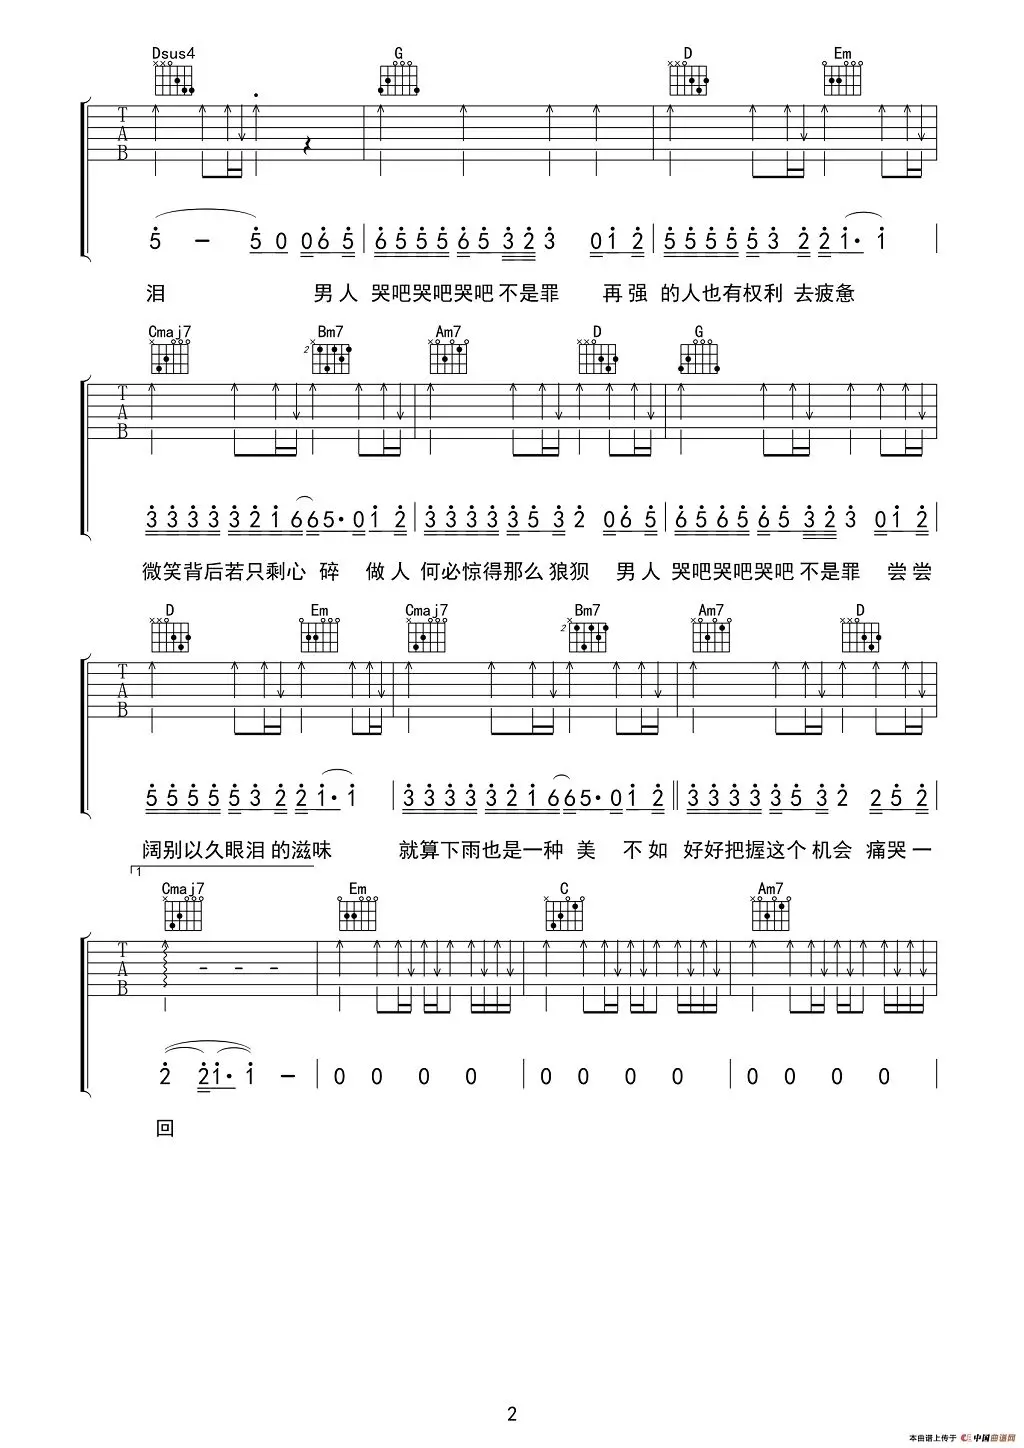 Dsus4 G D Em
T
A
B
5 — 5 0 0 6 5 | 6 5 5 5 6 5 3 2 3 0 1 2 | 5 5 5 5 5 3 2 2 1· 1 |
泪 男人 哭吧哭吧哭吧 不是罪 再强 的人也有权利 去疲惫
Cmaj7 Bm7 Am7 D G
2
T
A
B
3 3 3 3 3 2 1 6 6 5· 0 1 2 | 3 3 3 3 3 5 3 2 0 6 5 | 6 5 6 5 6 5 3 2 3 0 1 2 |
微笑背后若只剩心 碎 做人 何必惊得那么 狼狈 男人 哭吧哭吧哭吧 不是罪 尝尝
D Em Cmaj7 Bm7 Am7 D
2
T
A
B
5 5 5 5 5 3 2 2 1· 1 | 3 3 3 3 3 2 1 6 6 5· 0 1 2 || 3 3 3 3 3 5 3 2 2 5 2 |
阔别以久眼泪 的滋味 就算下雨也是一种 美 不如 好好把握这个 机会 痛哭一
1
Cmaj7 Em C Am7
T
A
B
2 2 1· 1 — | 0 0 0 0 | 0 0 0 0 | 0 0 0 0 |
回
2
本曲谱上传于 中国曲谱网